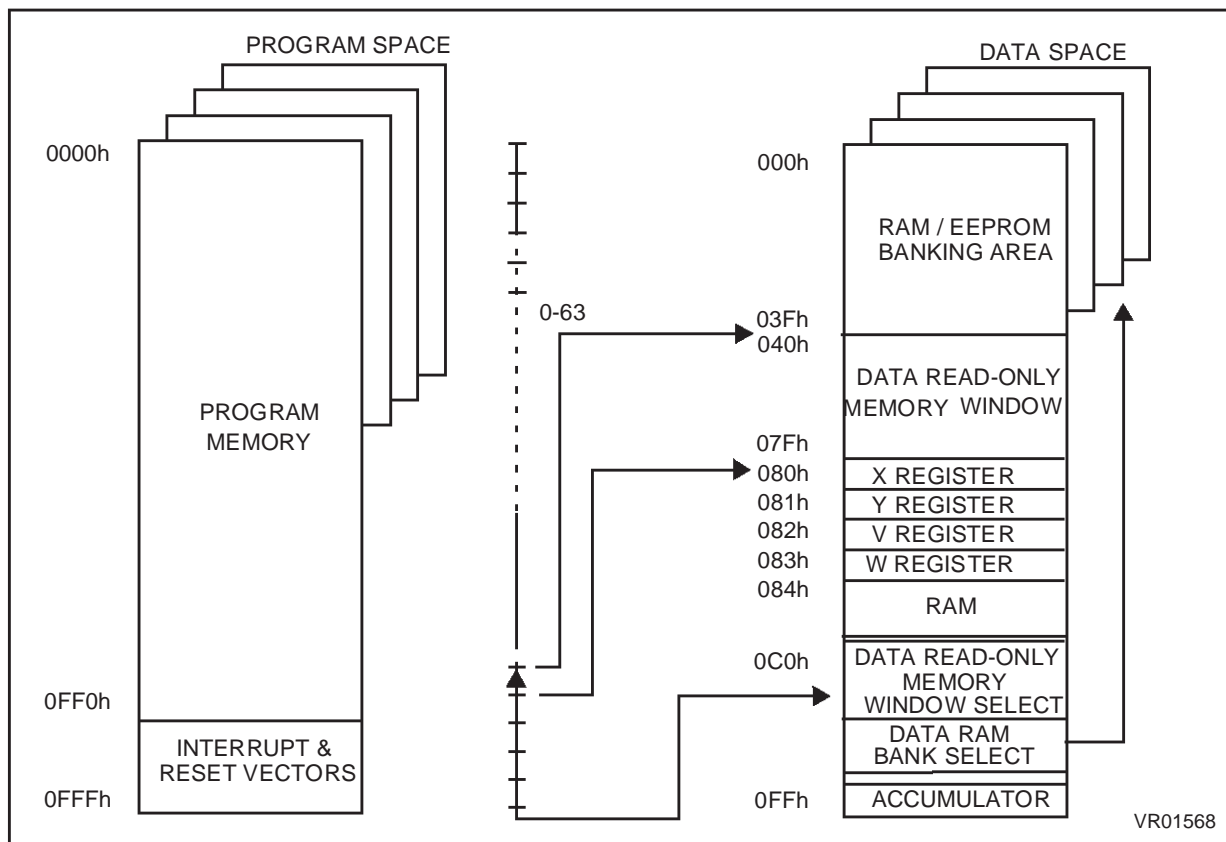 PROGRAM SPACE
0000h
PROGRAM
MEMORY
0FF0h
INTERRUPT &
RESET VECTORS
0FFFh
0-63
DATA SPACE
000h
RAM / EEPROM
BANKING AREA
03Fh
040h
DATA READ-ONLY
MEMORY WINDOW
07Fh
080h
X REGISTER
081h
Y REGISTER
082h
V REGISTER
083h
W REGISTER
084h
RAM
0C0h
DATA READ-ONLY
MEMORY
WINDOW SELECT
DATA RAM
BANK SELECT
0FFh
ACCUMULATOR
VR01568